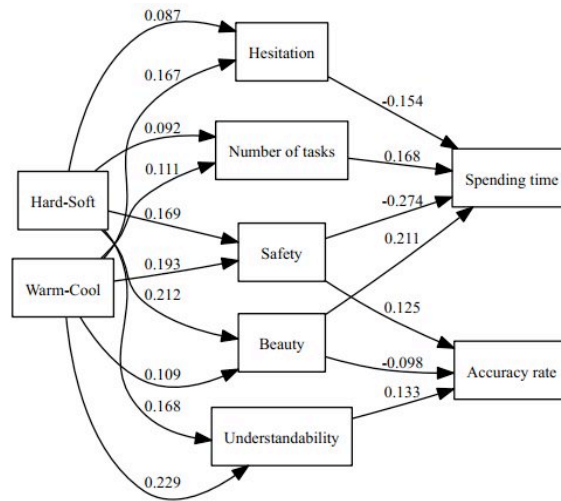 0.087
Hesitation
0.167
-0.154
0.092
Number of tasks
0.111
0.168
Spending time
Hard-Soft
0.169
-0.274
Safety
0.211
0.193
Warm-Cool
0.212
0.125
Beauty
-0.098
Accuracy rate
0.109
0.133
0.168
Understandability
0.229